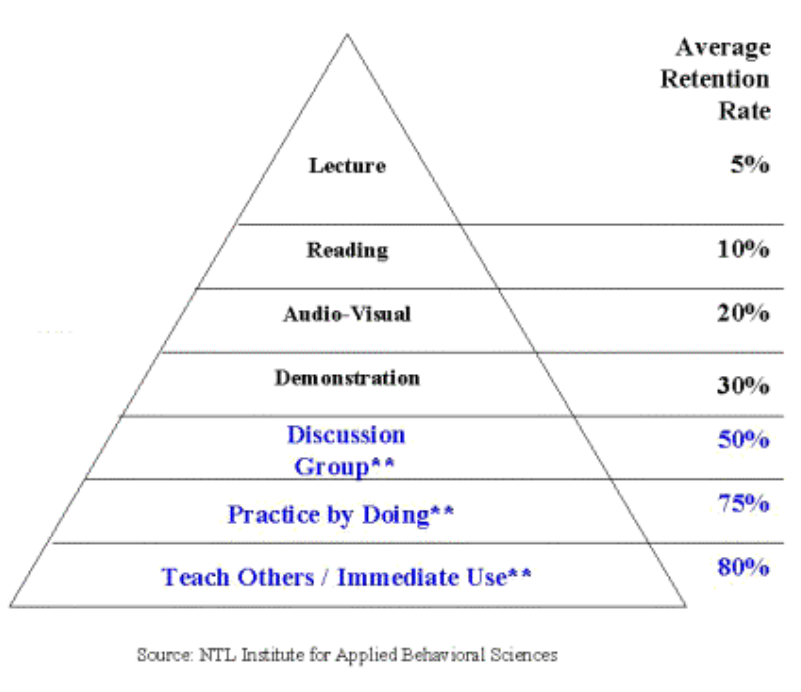 Average
Retention
Rate
Lecture 5%
Reading 10%
Audio-Visual 20%
Demonstration 30%
Discussion 50%
Group**
Practice by Doing** 75%
Teach Others / Immediate Use** 80%
Source: NTL Institute for Applied Behavioral Sciences